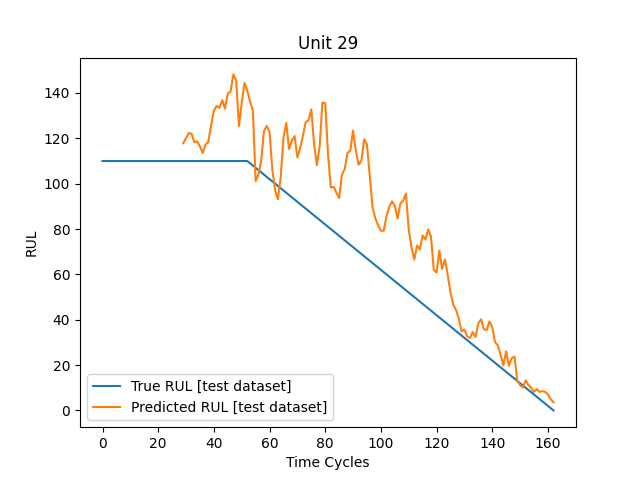 Unit 29
RUL
140
120
100
80
60
40
20
0
True RUL [test dataset]
Predicted RUL [test dataset]
0 20 40 60 80 100 120 140 160
Time Cycles